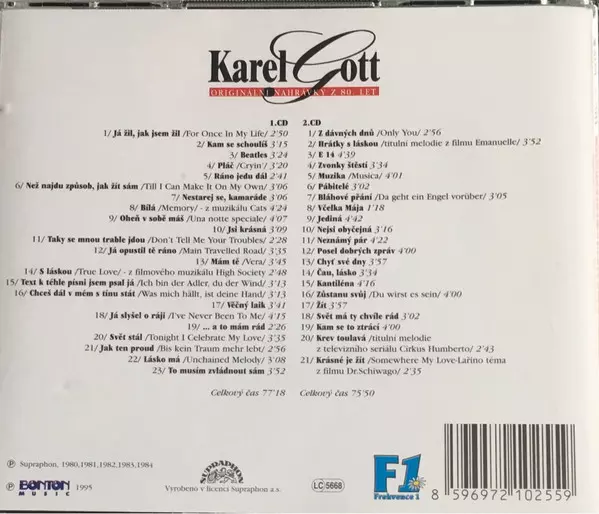 Karel Gott
ORIGINÁLNÍ NAHRÁVKY Z 80. LET
1.CD
1/ Já žil, jak jsem žil /For Once In My Life/ 2'50
2/ Kam se schoulíš 3'15
3/ Beatles 3'24
4/ Pláč /Cryin'/ 3'20
5/ Ráno jedu dál 2'41
6/ Než najdu způsob, jak žít sám /Till I Can Make It On My Own/ 3'06
7/ Nestarej se, kamaráde 3'06
8/ Bílá /Memory/ - z muzikálu Cats 4'24
9/ Oheň v sobě máš /Una notte speciale/ 4'07
10/ Jsi krásná 3'09
11/ Taky se mnou trable jdou /Don't Tell Me Your Troubles/ 2'28
12/ Já opustil tě ráno /Main Travelled Road/ 3'35
13/ Mám tě /Vera/ 3'45
14/ S láskou /True Love/ - z filmového muzikálu High Society 2'48
15/ Text k téhle písni jsem psal já /Ich bin der Adler, du der Wind/ 3'13
16/ Chceš dál v mém s tínu stát /Was mich hällt, ist deine Hand/ 3'13
17/ Věčný laik 3'41
18/ Já slyšel o ráji /I've Never Been To Me/ 4'15
19/ ... a to mám rád 2'26
20/ Svět stál /Tonight I Celebrate My Love/ 3'35
21/ Jak ten proud /Bis kein Traum mehr lebt/ 2'56
22/ Lásko má /Unchained Melody/ 3'08
23/ To musím zvládnout sám 3'52
Celkový čas 77'18
2.CD
1/ Z dávných dnů /Only You/ 2'56
2/ Hrátky s láskou /titulní melodie z filmu Emanuelle/ 3'52
3/ E 14 4'39
4/ Zvonky štěstí 3'34
5/ Muzika /Musica/ 4'01
6/ Pábitelé 3'02
7/ Bláhové přání /Da geht ein Engel vorüber/ 3'05
8/ Včelka Mája 1'18
9/ Jediná 4'42
10/ Nejsi obyčejná 3'16
11/ Neznámý pár 4'22
12/ Posel dobrých zpráv 4'00
13/ Chyť své dny 3'57
14/ Čau, lásko 3'34
15/ Kantiléna 4'16
16/ Zůstanu svůj /Du wirst es sein/ 4'00
17/ Žít 3'57
18/ Svět má ty chvíle rád 3'02
19/ Kam se to ztrácí 4'00
20/ Krev toulavá /titulní melodie
z televizního seriálu Cirkus Humberto/ 2'43
21/ Krásné je žít /Somewhere My Love-Lařino téma
z filmu Dr.Schiwago/ 2'35
Celkový čas 75'50
℗ Supraphon, 1980,1981,1982,1983,1984
℗ BONTON MUSIC 1995
SUPRAPHON
Vyrobeno v licenci Supraphon a.s.
LC 5668
F1
Frekvence 1
8 596972 102559